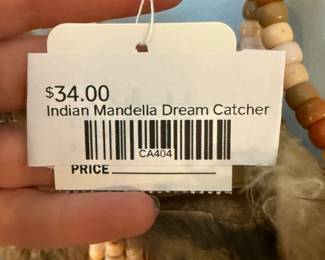 $34.00
Indian Mandella Dream Catcher
CA404
PRICE